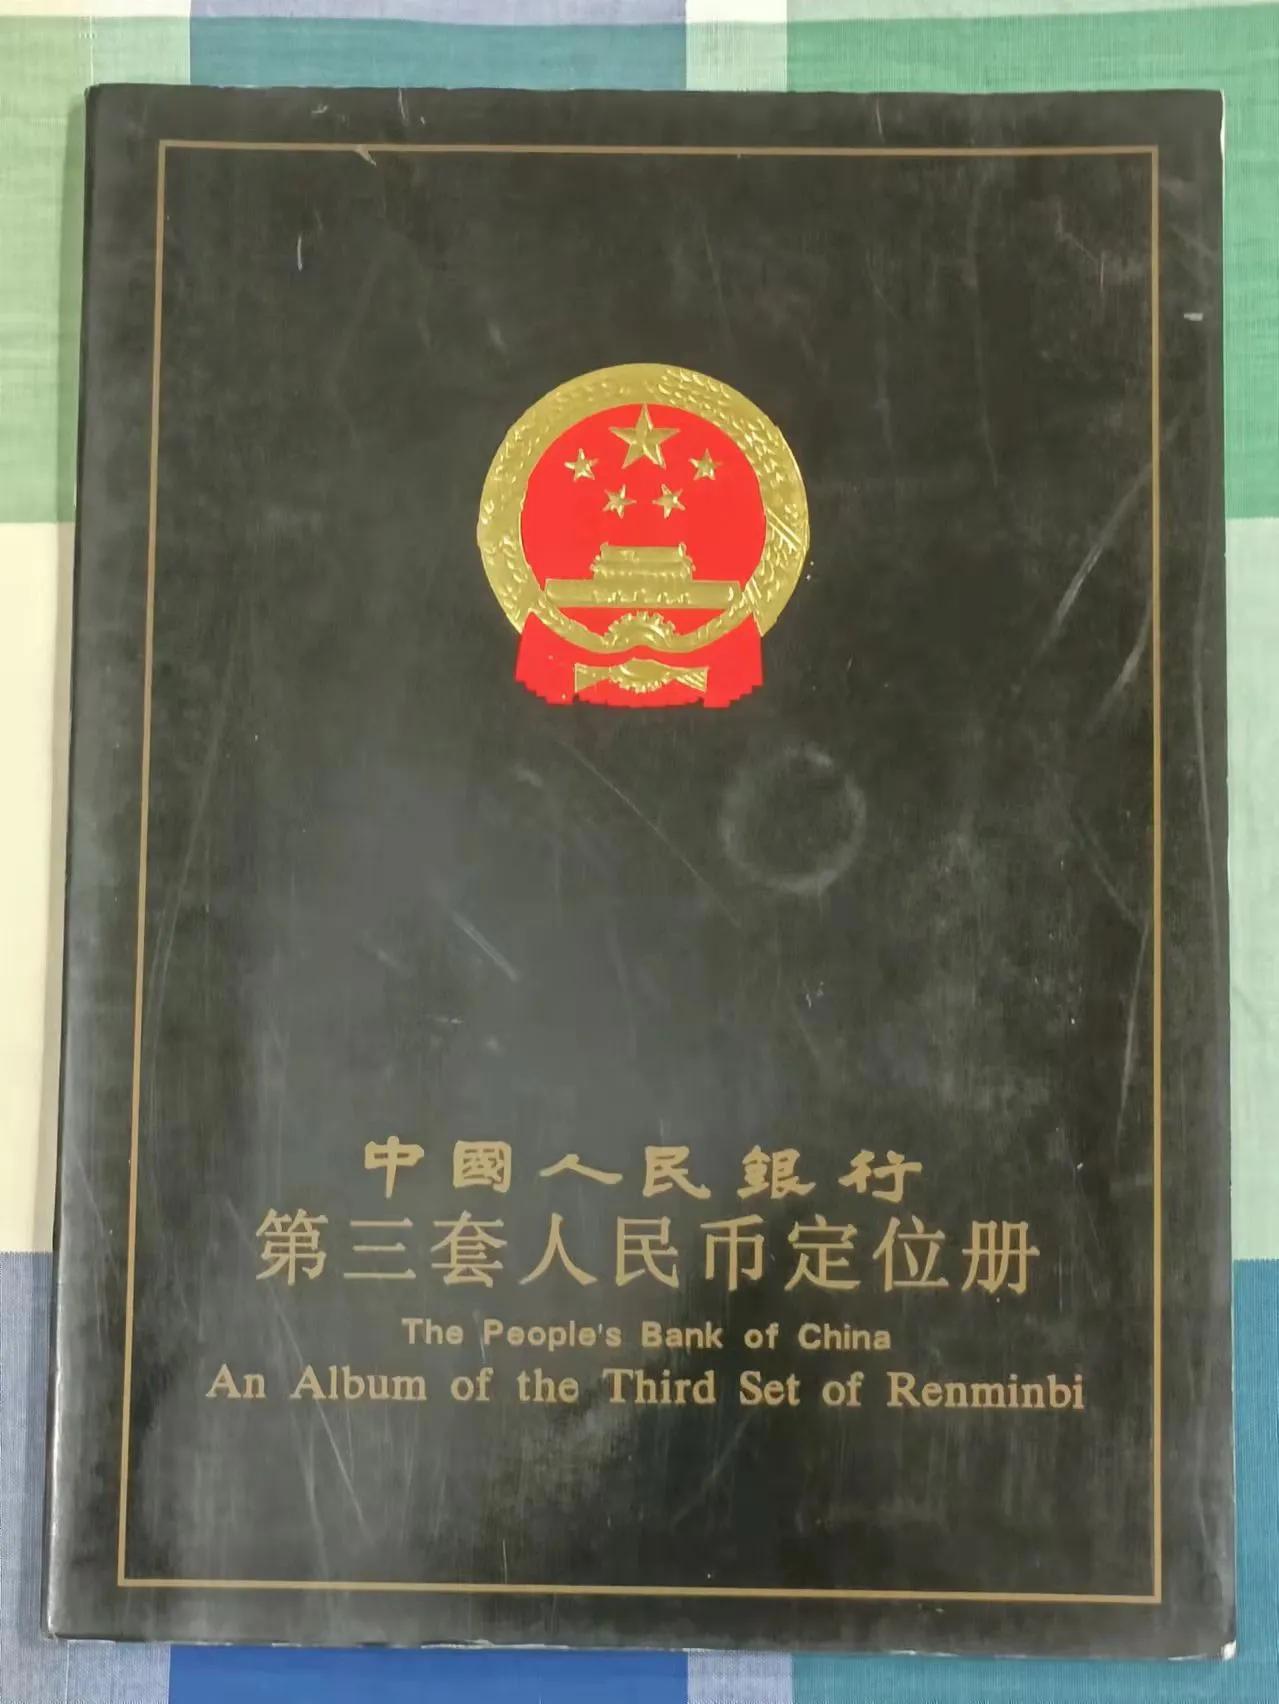 中國人民銀行
第三套人民币定位册
The People's Bank of China
An Album of the Third Set of Renminbi